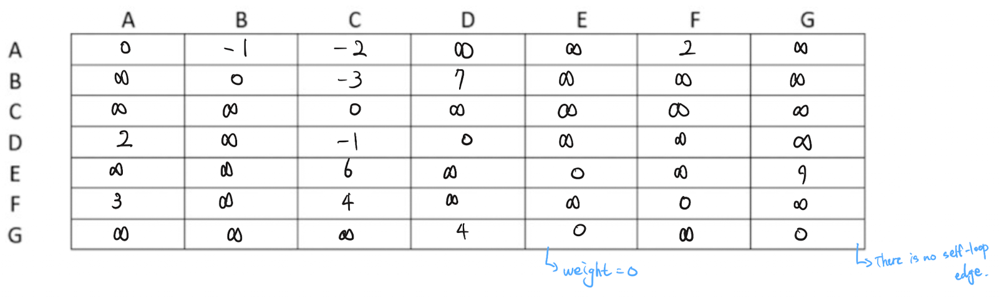 A B C D E F G
A 0 -1 -2 ∞ ∞ 2 ∞
B ∞ 0 -3 7 ∞ ∞ ∞
C ∞ ∞ 0 ∞ ∞ ∞ ∞
D 2 ∞ -1 0 ∞ ∞ ∞
E ∞ ∞ 6 ∞ 0 ∞ 9
F 3 ∞ 4 ∞ ∞ 0 ∞
G ∞ ∞ ∞ 4 0 ∞ 0
↳ weight = 0
↳ There is no self-loop
edge.